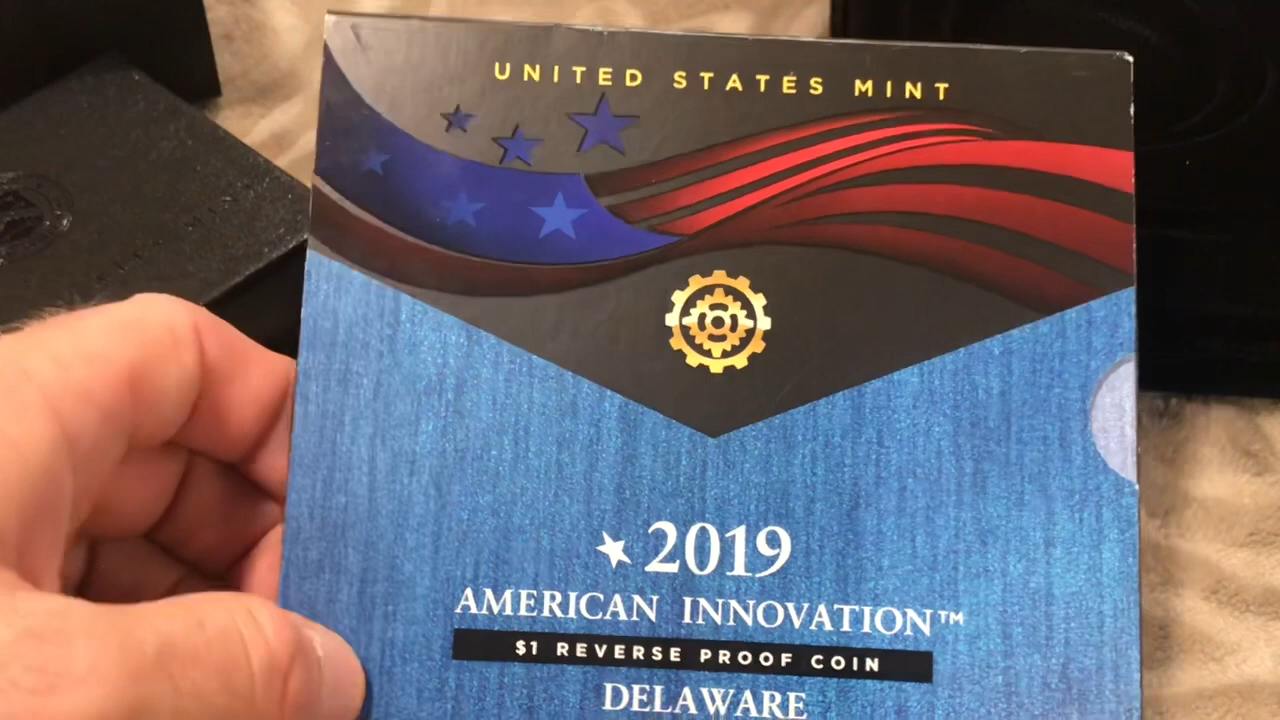 UNITED STATES MINT
2019
AMERICAN INNOVATION™
$1 REVERSE PROOF COIN
DELAWARE